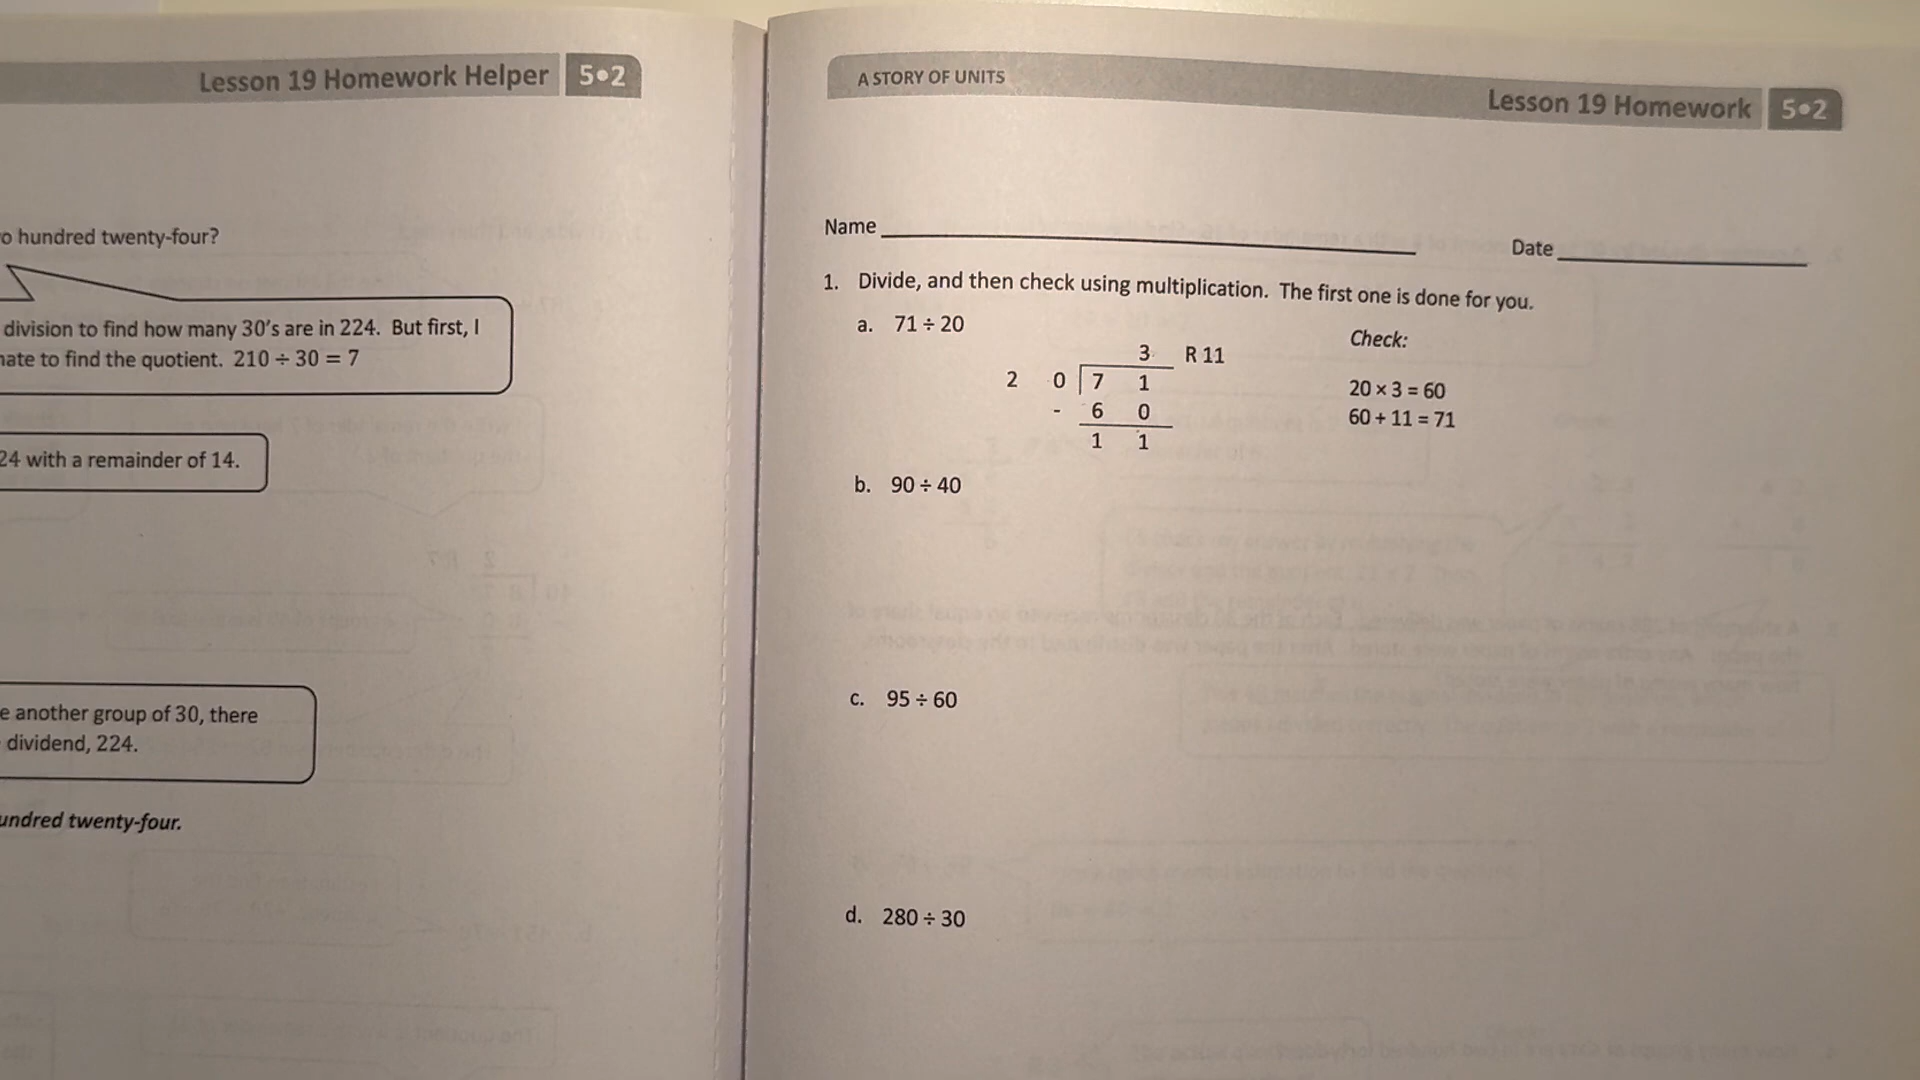 Lesson 19 Homework Helper 5•2
hundred twenty-four?
division to find how many 30's are in 224. But first, I
to find the quotient. 210 ÷ 30 = 7
24 with a remainder of 14.
another group of 30, there
dividend, 224.
twenty-four.
A STORY OF UNITS
Lesson 19 Homework 5•2
Name
Date
1. Divide, and then check using multiplication. The first one is done for you.
a. 71 ÷ 20
Check:
3 R 11
2 0 7 1
- 6 0
1 1
20 × 3 = 60
60 + 11 = 71
b. 90 ÷ 40
c. 95 ÷ 60
d. 280 ÷ 30